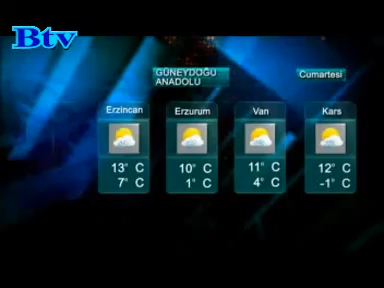 Btv
GÜNEYDOĞU
ANADOLU
Cumartesi
Erzincan
Erzurum
Van
Kars
13° C
10° C
11° C
12° C
7° C
1° C
4° C
-1° C